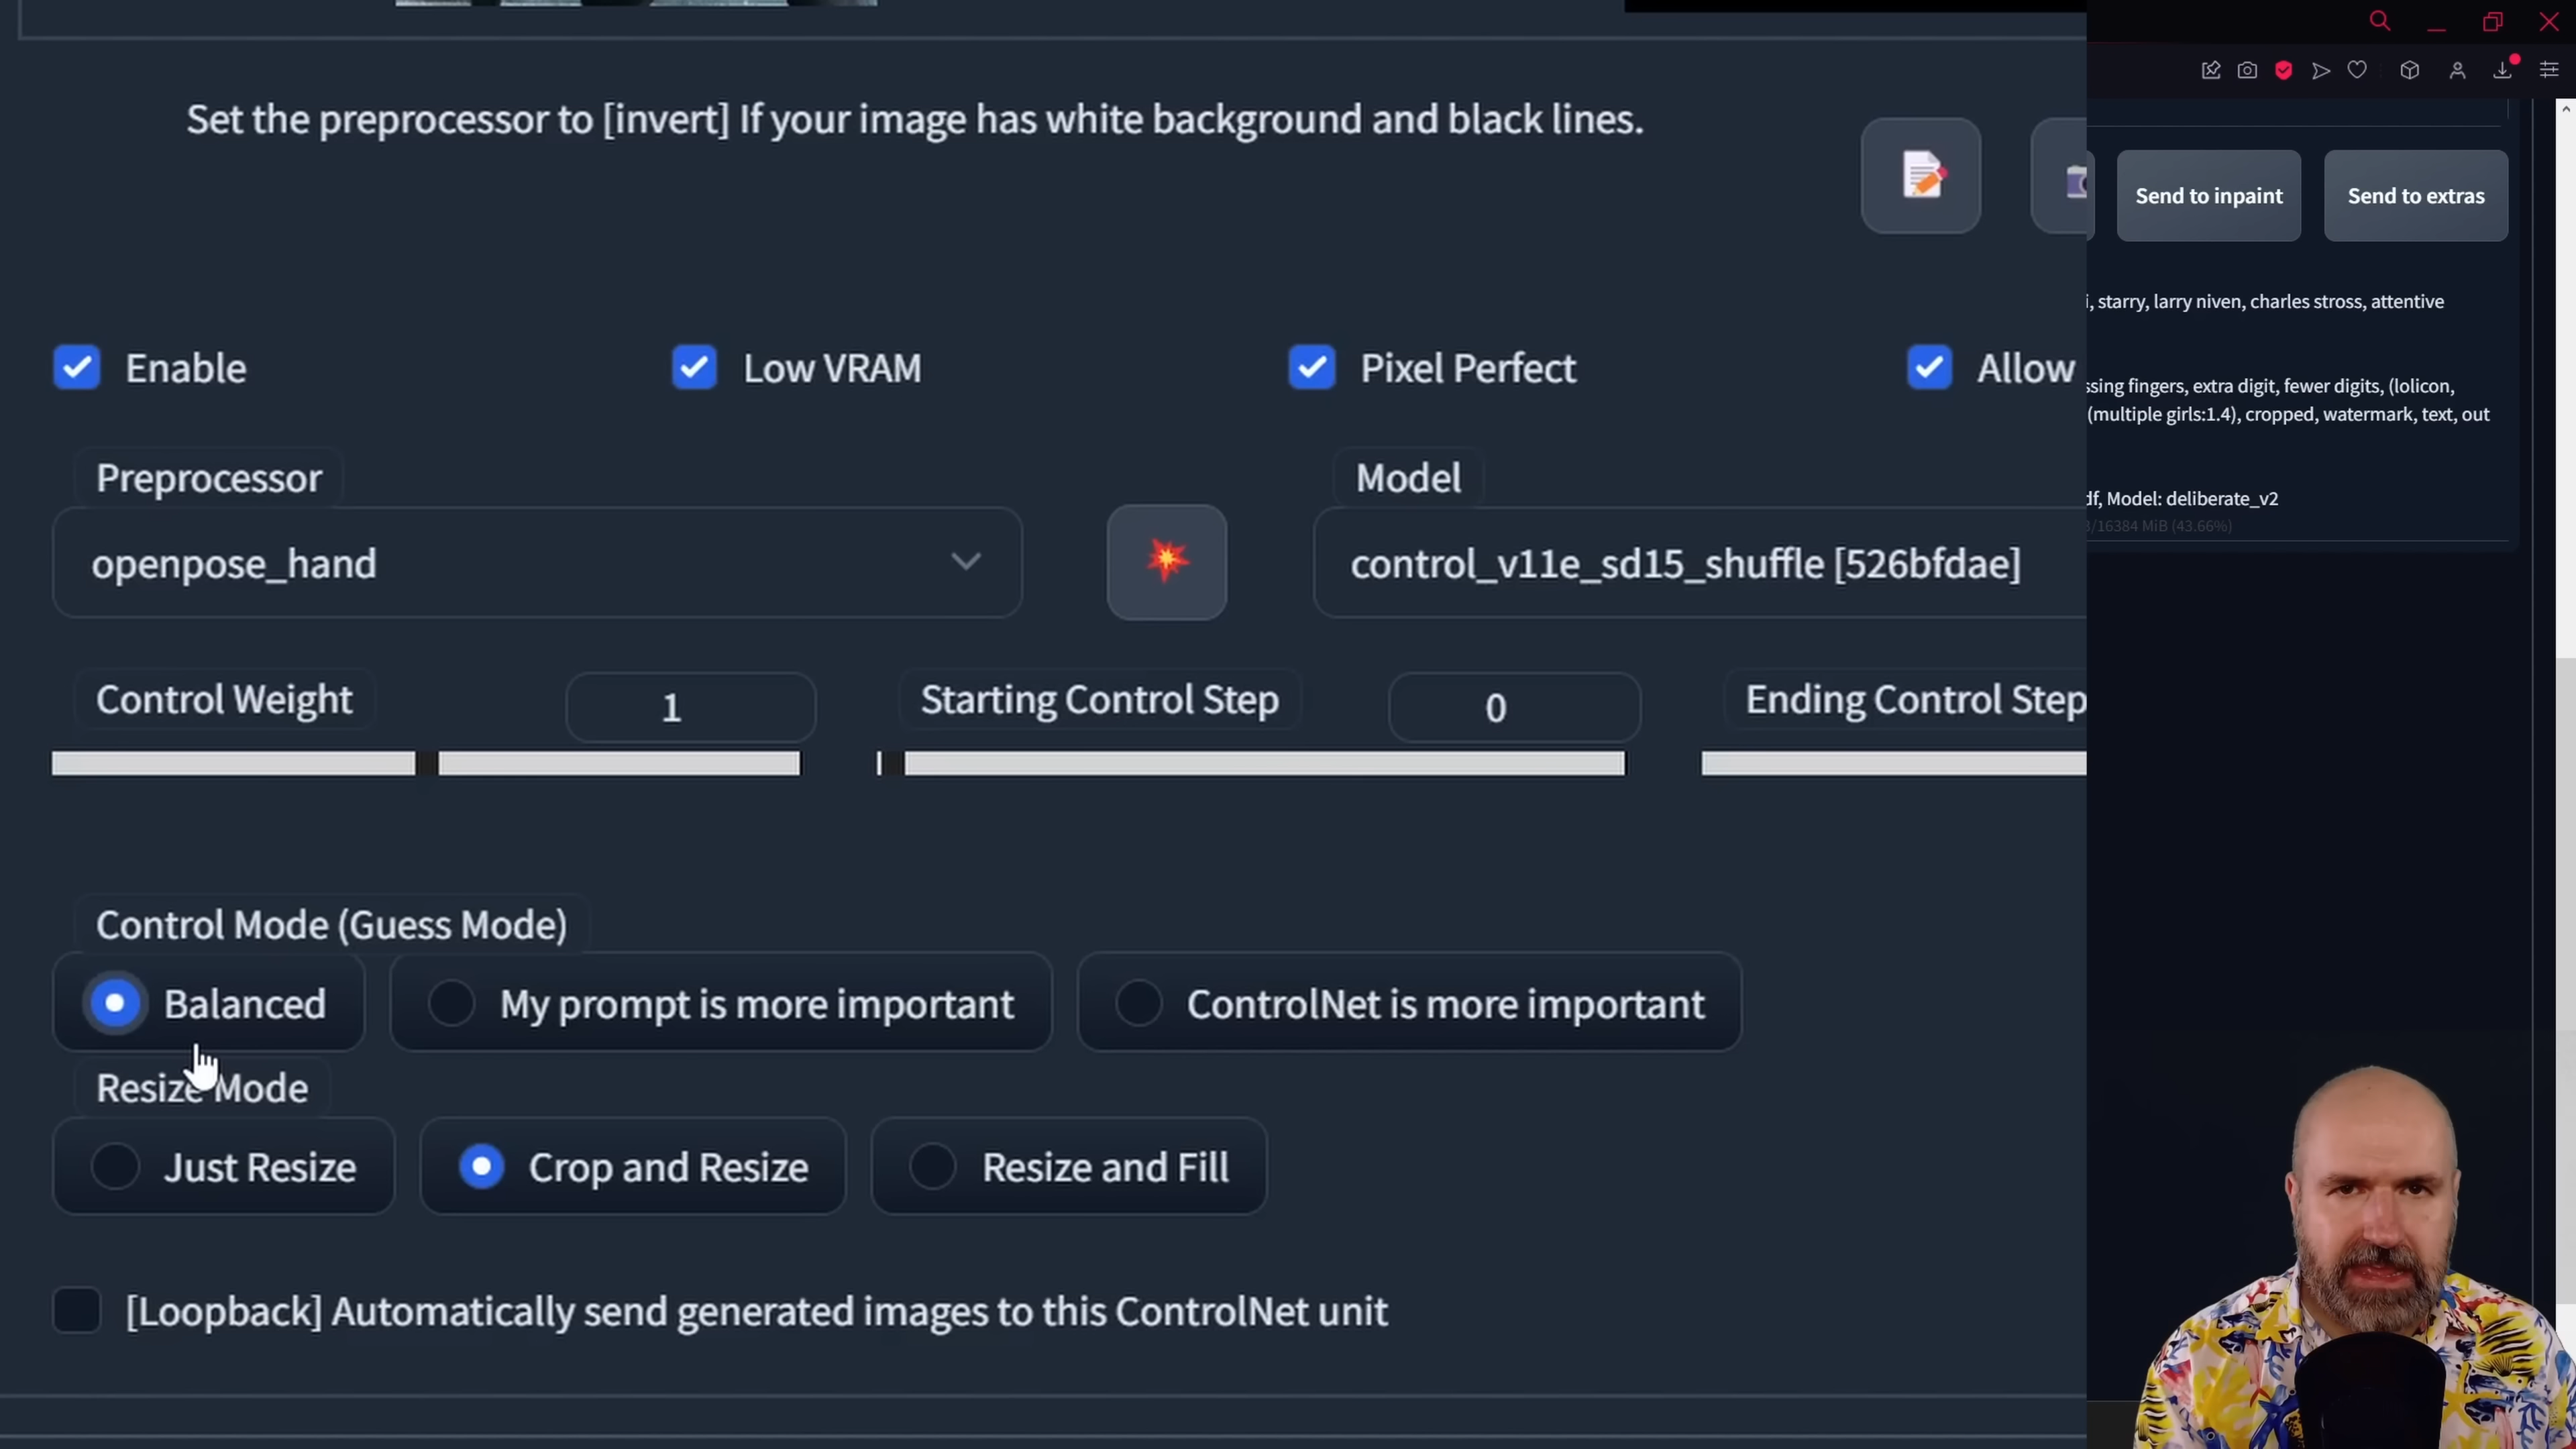 Set the preprocessor to [invert] If your image has white background and black lines.
Send to inpaint
Send to extras
, starry, larry niven, charles stross, attentive
Enable
Low VRAM
Pixel Perfect
Allow
fingers, extra digit, fewer digits, (lolicon,
(multiple girls:1.4), cropped, watermark, text, out
Preprocessor
Model
Model: deliberate_v2
/16384 MiB (43.66%)
openpose_hand
control_v11e_sd15_shuffle [526bfdae]
Control Weight
1
Starting Control Step
0
Ending Control Step
Control Mode (Guess Mode)
Balanced
My prompt is more important
ControlNet is more important
Resize Mode
Just Resize
Crop and Resize
Resize and Fill
[Loopback] Automatically send generated images to this ControlNet unit